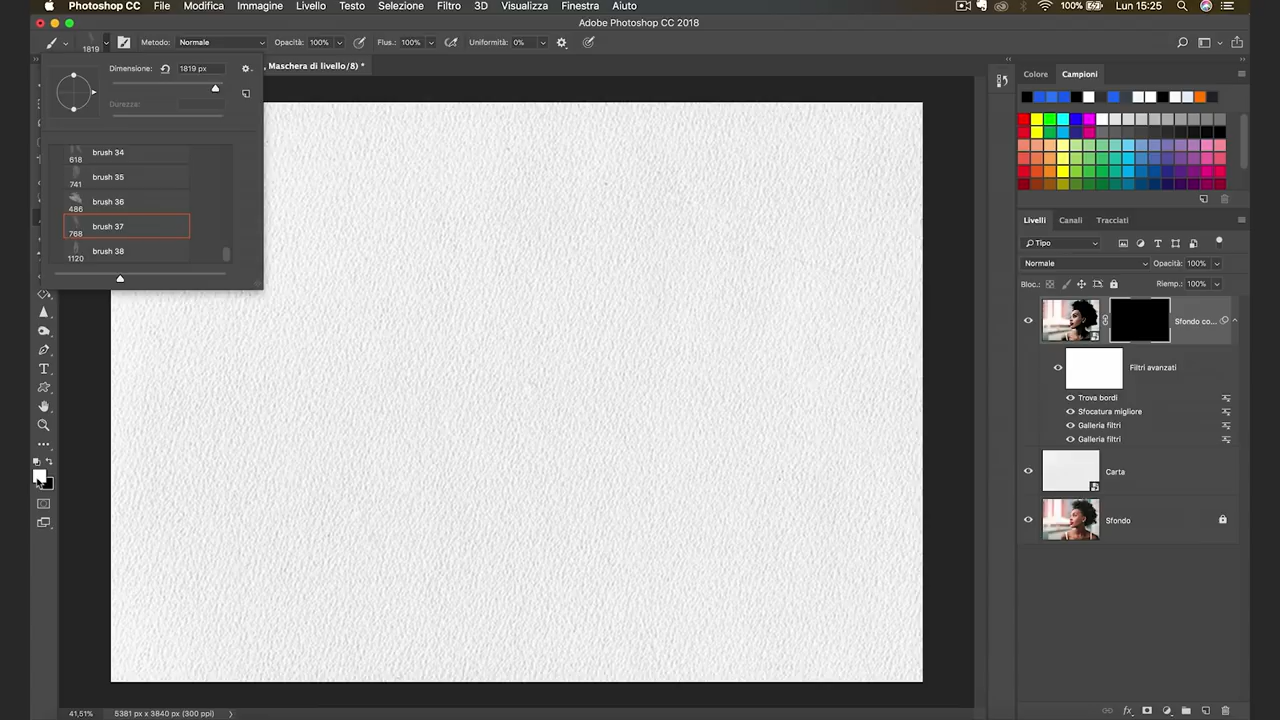 Photoshop CC File Modifica Immagine Livello Testo Selezione Filtro 3D Visualizza Finestra Aiuto 100% Lun 15:25
Adobe Photoshop CC 2018
1819 Metodo: Normale Opacità: 100% Flus.: 100% Uniformità: 0%
, Maschera di livello/8) *
Dimensione: 1819 px
Durezza:
618 brush 34
741 brush 35
486 brush 36
768 brush 37
1120 brush 38
Colore Campioni
Livelli Canali Tracciati
Tipo
Normale Opacità: 100%
Bloc.: Riemp.: 100%
Sfondo co...
Filtri avanzati
Trova bordi
Sfocatura migliore
Galleria filtri
Galleria filtri
Carta
Sfondo
41,51% 5381 px x 3840 px (300 ppi)